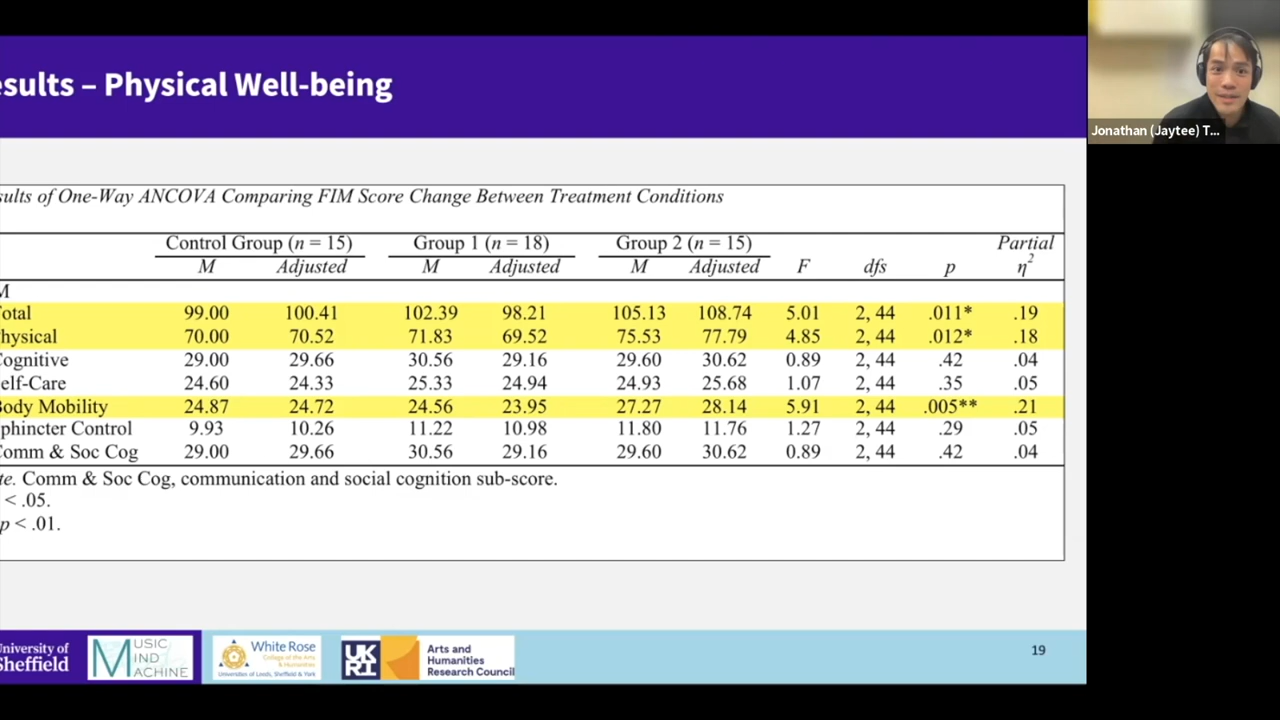 esults – Physical Well-being
Jonathan (Jaytee) T...
sults of One-Way ANCOVA Comparing FIM Score Change Between Treatment Conditions
Control Group (n = 15) Group 1 (n = 18) Group 2 (n = 15) Partial
M Adjusted M Adjusted M Adjusted F dfs p η²
M
otal 99.00 100.41 102.39 98.21 105.13 108.74 5.01 2, 44 .011* .19
hysical 70.00 70.52 71.83 69.52 75.53 77.79 4.85 2, 44 .012* .18
Cognitive 29.00 29.66 30.56 29.16 29.60 30.62 0.89 2, 44 .42 .04
elf-Care 24.60 24.33 25.33 24.94 24.93 25.68 1.07 2, 44 .35 .05
Body Mobility 24.87 24.72 24.56 23.95 27.27 28.14 5.91 2, 44 .005** .21
phincter Control 9.93 10.26 11.22 10.98 11.80 11.76 1.27 2, 44 .29 .05
Comm & Soc Cog 29.00 29.66 30.56 29.16 29.60 30.62 0.89 2, 44 .42 .04
te. Comm & Soc Cog, communication and social cognition sub-score.
< .05.
p < .01.
University of
Sheffield
MUSIC
MIND
MACHINE
White Rose
College of the Arts
& Humanities
Universities of Leeds, Sheffield & York
UKRI
Arts and
Humanities
Research Council
19